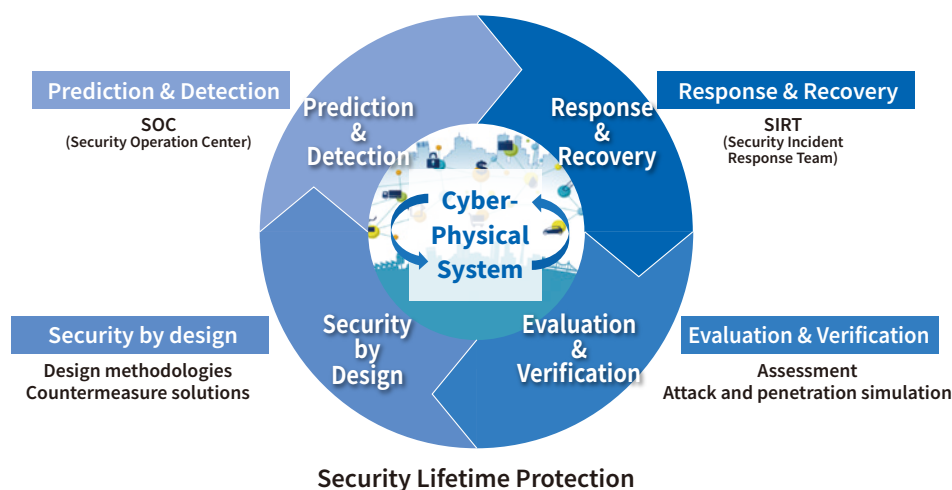 Prediction & Detection
SOC
(Security Operation Center)
Prediction
&
Detection
Response
&
Recovery
Response & Recovery
SIRT
(Security Incident
Response Team)
Cyber-
Physical
System
Security by design
Design methodologies
Countermeasure solutions
Security
by
Design
Evaluation
&
Verification
Evaluation & Verification
Assessment
Attack and penetration simulation
Security Lifetime Protection